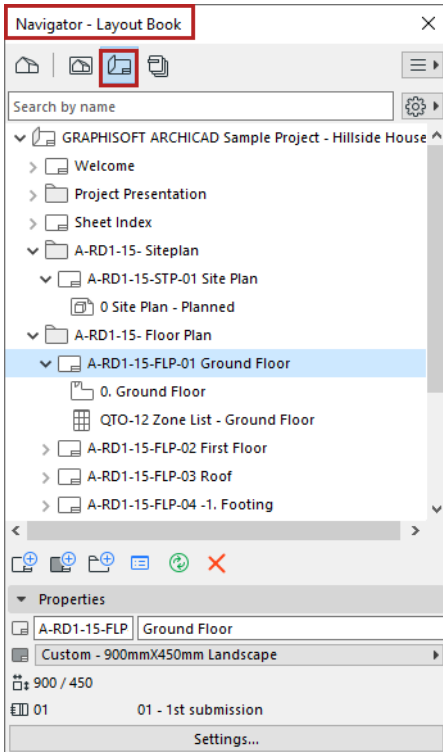 Navigator - Layout Book
Search by name
GRAPHISOFT ARCHICAD Sample Project - Hillside House
Welcome
Project Presentation
Sheet Index
A-RD1-15- Siteplan
A-RD1-15-STP-01 Site Plan
0 Site Plan - Planned
A-RD1-15- Floor Plan
A-RD1-15-FLP-01 Ground Floor
0. Ground Floor
QTO-12 Zone List - Ground Floor
A-RD1-15-FLP-02 First Floor
A-RD1-15-FLP-03 Roof
A-RD1-15-FLP-04 -1. Footing
Properties
A-RD1-15-FLP Ground Floor
Custom - 900mmX450mm Landscape
900 / 450
01 01 - 1st submission
Settings...